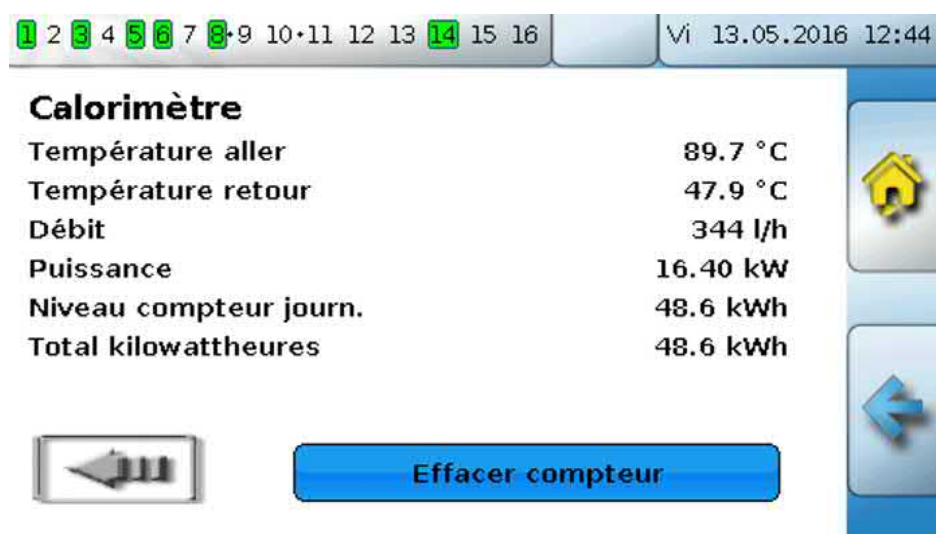 1 2 3 4 5 6 7 8·9 10·11 12 13 14 15 16 Vi 13.05.2016 12:44
Calorimètre
Température aller 89.7 °C
Température retour 47.9 °C
Débit 344 l/h
Puissance 16.40 kW
Niveau compteur journ. 48.6 kWh
Total kilowattheures 48.6 kWh
Effacer compteur